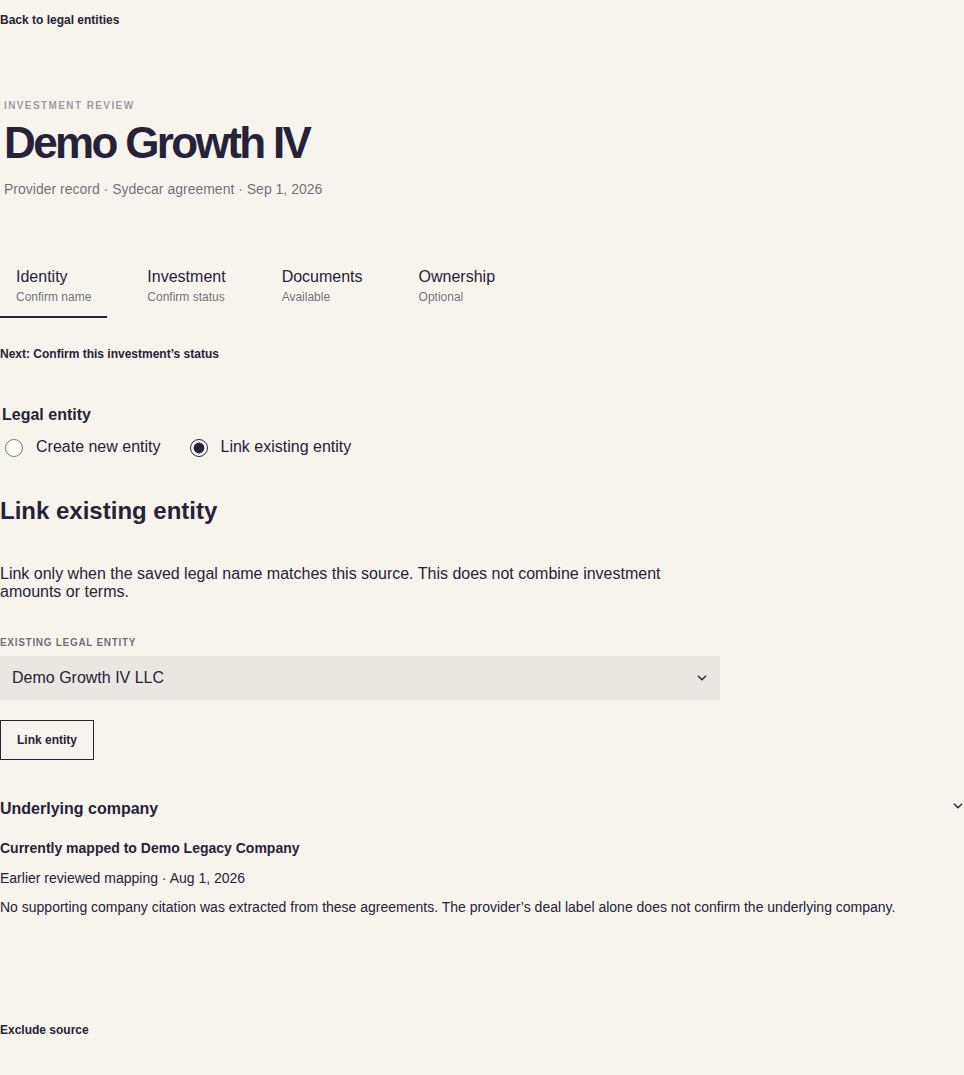 Back to legal entities
INVESTMENT REVIEW
Demo Growth IV
Provider record · Sydecar agreement · Sep 1, 2026
Identity
Confirm name
Investment
Confirm status
Documents
Available
Ownership
Optional
Next: Confirm this investment’s status
Legal entity
Create new entity
Link existing entity
Link existing entity
Link only when the saved legal name matches this source. This does not combine investment
amounts or terms.
EXISTING LEGAL ENTITY
Demo Growth IV LLC
Link entity
Underlying company
Currently mapped to Demo Legacy Company
Earlier reviewed mapping · Aug 1, 2026
No supporting company citation was extracted from these agreements. The provider’s deal label alone does not confirm the underlying company.
Exclude source